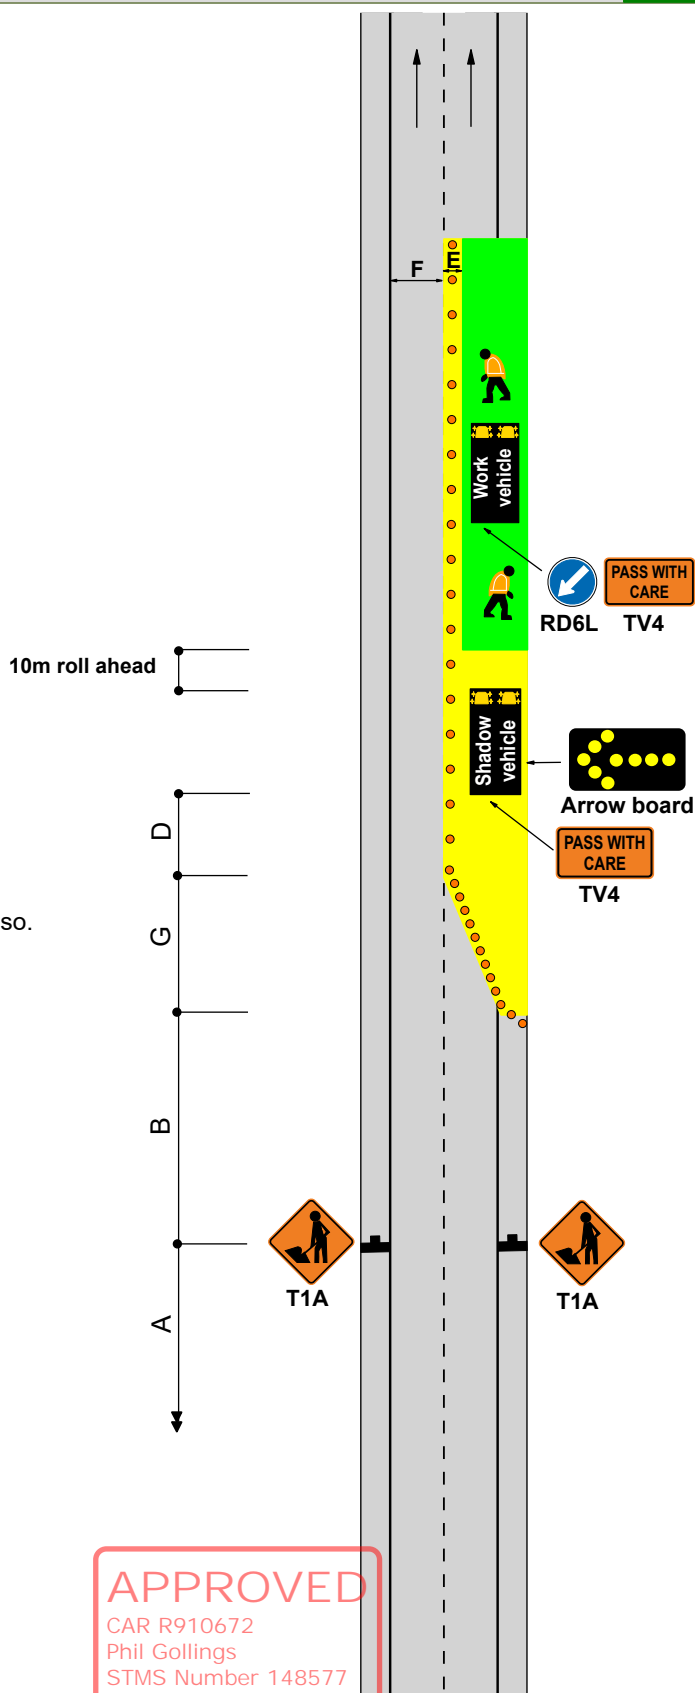 F
E
Work
vehicle
PASS WITH
CARE
RD6L
TV4
10m roll ahead
Shadow
vehicle
Arrow board
D
PASS WITH
CARE
TV4
so.
G
B
T1A
T1A
A
APPROVED
CAR R910672
Phil Gollings
STMS Number 148577